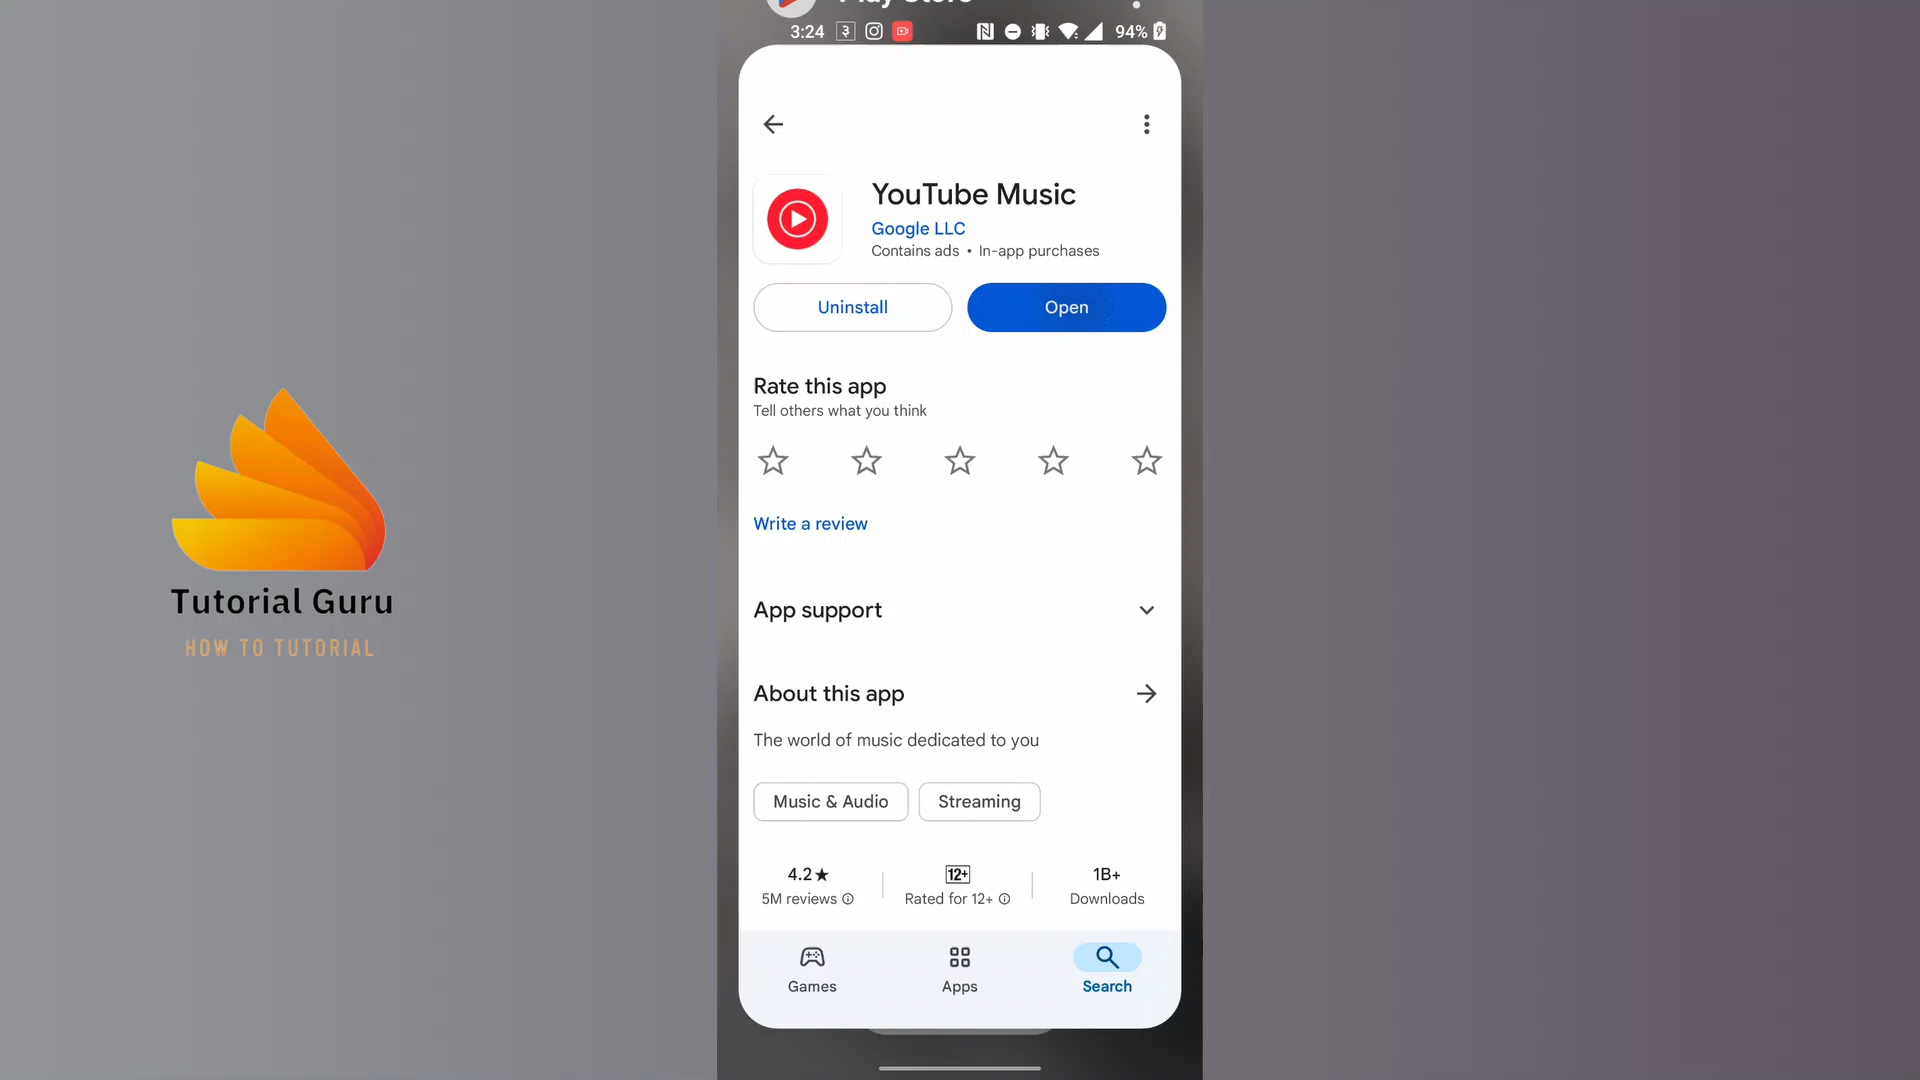 3:24
94%
YouTube Music
Google LLC
Contains ads • In-app purchases
Uninstall
Open
Rate this app
Tell others what you think
Write a review
App support
About this app
The world of music dedicated to you
Music & Audio
Streaming
4.2★
5M reviews
12+
Rated for 12+
1B+
Downloads
Games
Apps
Search
Tutorial Guru
HOW TO TUTORIAL